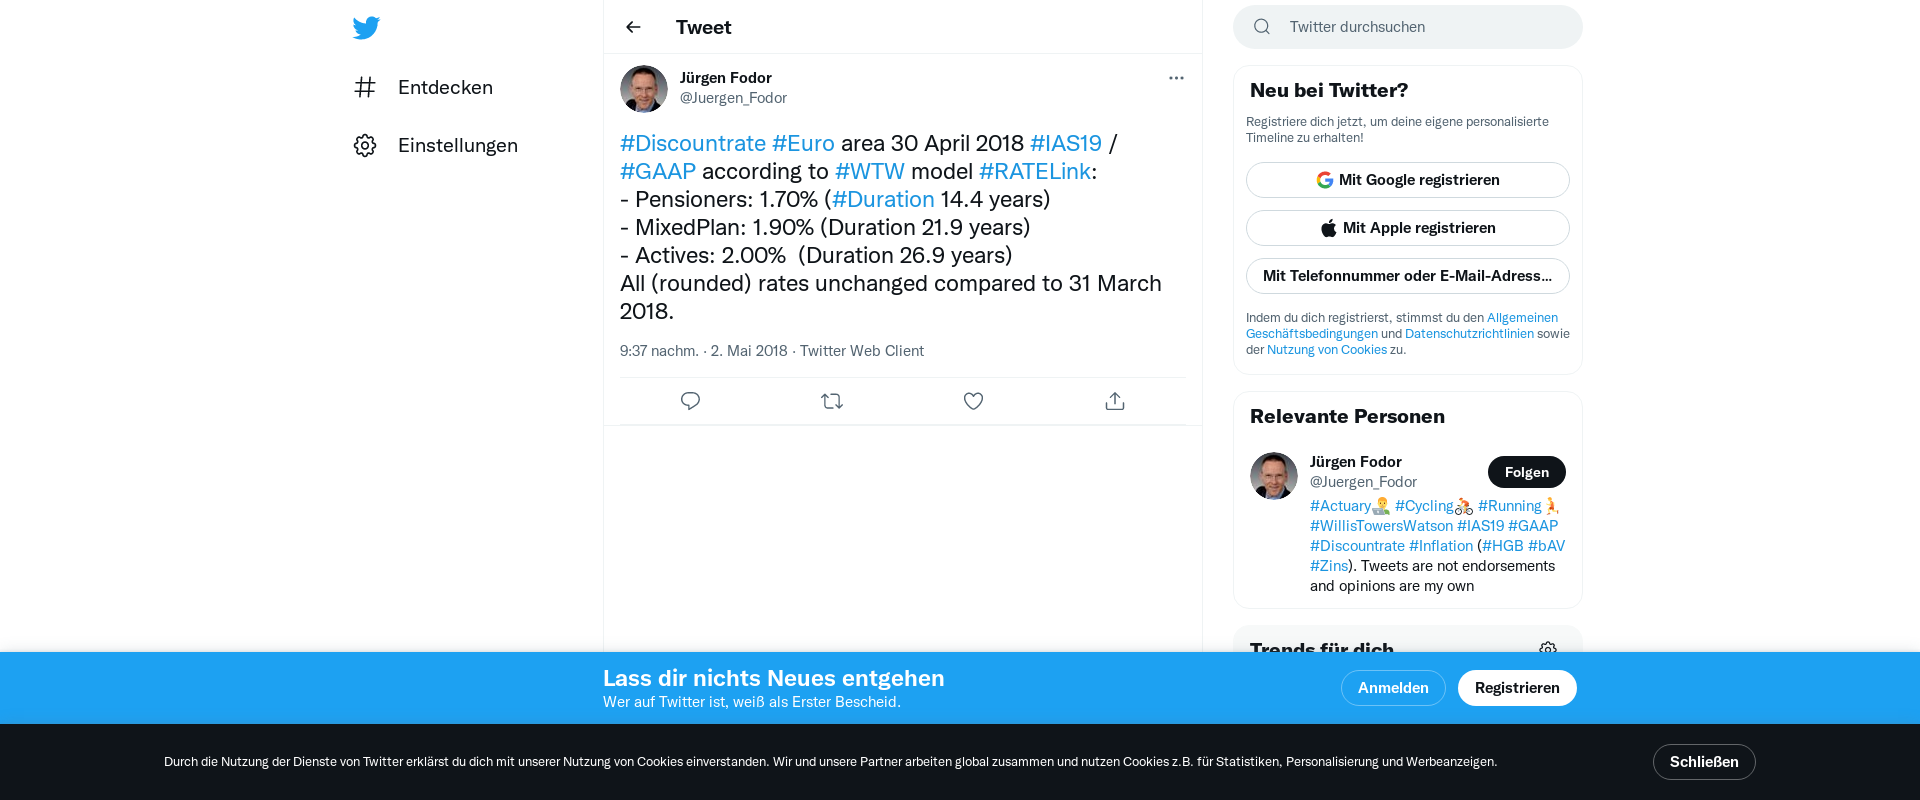 Entdecken
Einstellungen
Tweet
Jürgen Fodor
@Juergen_Fodor
#Discountrate #Euro area 30 April 2018 #IAS19 /
#GAAP according to #WTW model #RATELink:
- Pensioners: 1.70% (#Duration 14.4 years)
- MixedPlan: 1.90% (Duration 21.9 years)
- Actives: 2.00%  (Duration 26.9 years)
All (rounded) rates unchanged compared to 31 March
2018.
9:37 nachm. · 2. Mai 2018 · Twitter Web Client
Twitter durchsuchen
Neu bei Twitter?
Registriere dich jetzt, um deine eigene personalisierte
Timeline zu erhalten!
Mit Google registrieren
Mit Apple registrieren
Mit Telefonnummer oder E-Mail-Adress...
Indem du dich registrierst, stimmst du den Allgemeinen
Geschäftsbedingungen und Datenschutzrichtlinien sowie
der Nutzung von Cookies zu.
Relevante Personen
Jürgen Fodor
@Juergen_Fodor
Folgen
#Actuary #Cycling #Running
#WillisTowersWatson #IAS19 #GAAP
#Discountrate #Inflation (#HGB #bAV
#Zins). Tweets are not endorsements
and opinions are my own
Trends für dich
Lass dir nichts Neues entgehen
Wer auf Twitter ist, weiß als Erster Bescheid.
Anmelden
Registrieren
Durch die Nutzung der Dienste von Twitter erklärst du dich mit unserer Nutzung von Cookies einverstanden. Wir und unsere Partner arbeiten global zusammen und nutzen Cookies z.B. für Statistiken, Personalisierung und Werbeanzeigen.
Schließen